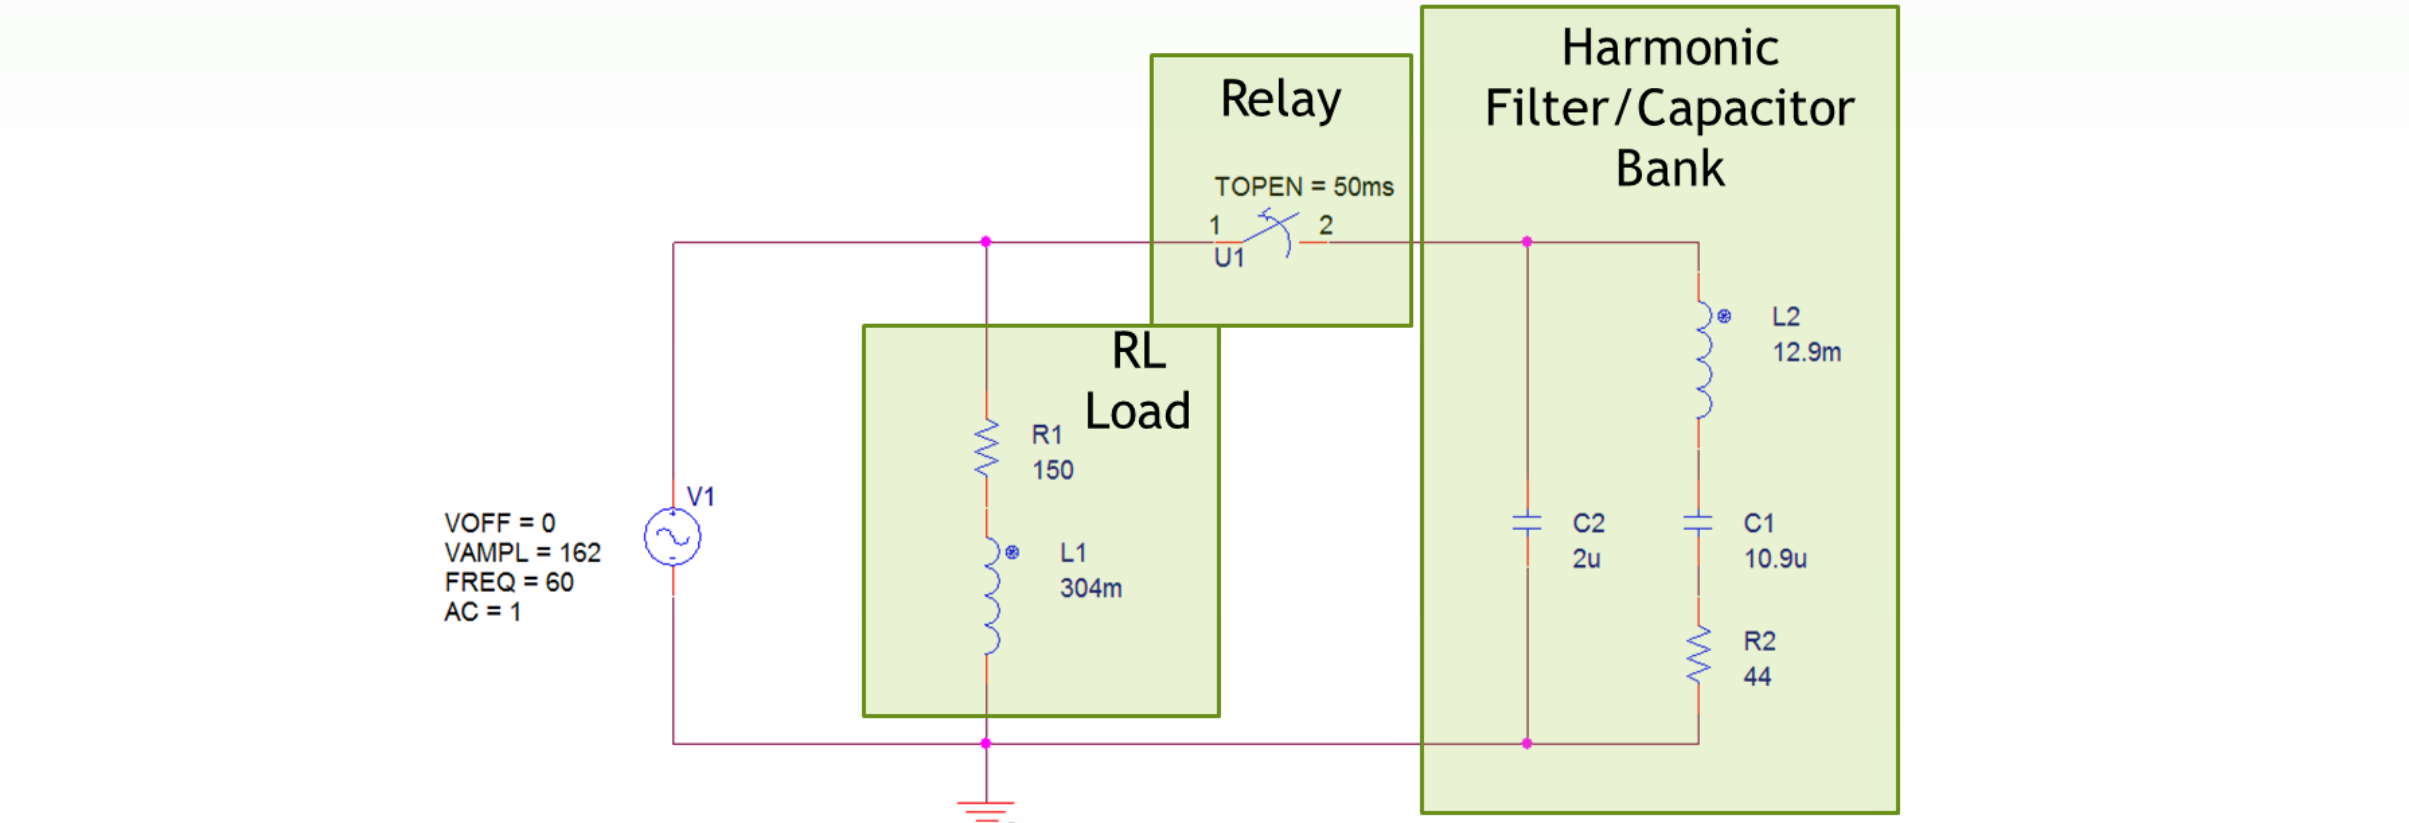 Harmonic
Filter/Capacitor
Bank
Relay
TOPEN = 50ms
1
2
U1
RL
Load
R1
150
L1
304m
V1
VOFF = 0
VAMPL = 162
FREQ = 60
AC = 1
L2
12.9m
C2
2u
C1
10.9u
R2
44